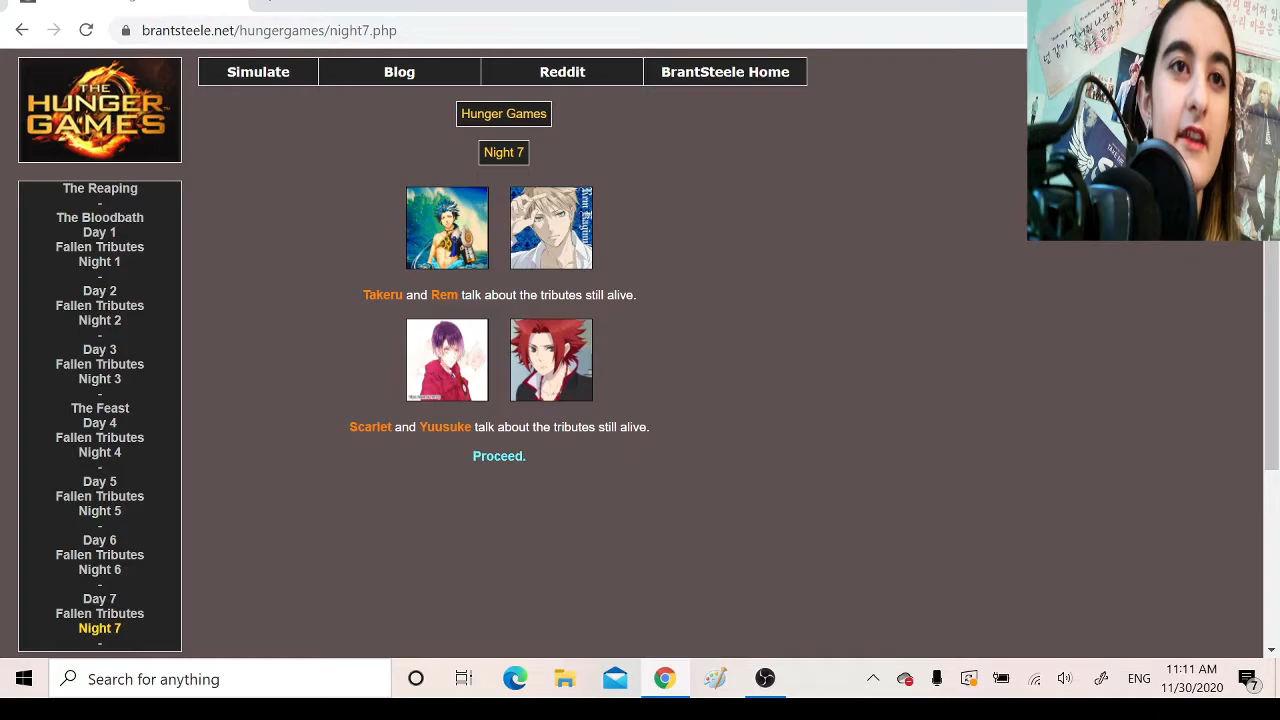 brantsteele.net/hungergames/night7.php
THE
HUNGER
GAMES
Simulate
Blog
Reddit
BrantSteele Home
Hunger Games
Night 7
Takeru and Rem talk about the tributes still alive.
Scarlet and Yuusuke talk about the tributes still alive.
Proceed.
The Reaping
-
The Bloodbath
Day 1
Fallen Tributes
Night 1
-
Day 2
Fallen Tributes
Night 2
-
Day 3
Fallen Tributes
Night 3
-
The Feast
Day 4
Fallen Tributes
Night 4
-
Day 5
Fallen Tributes
Night 5
-
Day 6
Fallen Tributes
Night 6
-
Day 7
Fallen Tributes
Night 7
-
Search for anything
ENG
11:11 AM
11/30/2020
7